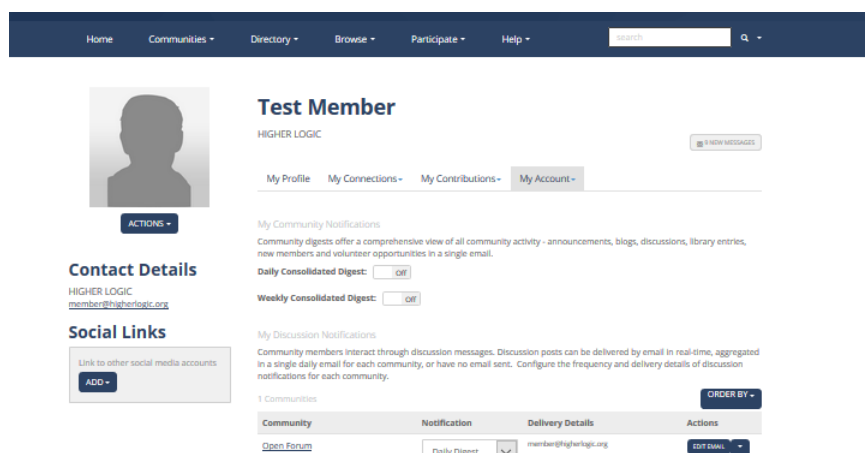 Home Communities Directory Browse Participate Help search
Test Member
HIGHER LOGIC
9 NEW MESSAGES
My Profile My Connections My Contributions My Account
ACTIONS
My Community Notifications
Community digests offer a comprehensive view of all community activity - announcements, blogs, discussions, library entries,
new members and volunteer opportunities in a single email.
Daily Consolidated Digest: Off
Weekly Consolidated Digest: Off
Contact Details
HIGHER LOGIC
member@higherlogic.org
Social Links
Link to other social media accounts
ADD
My Discussion Notifications
Community members interact through discussion messages. Discussion posts can be delivered by email in real-time, aggregated
in a single daily email for each community, or have no email sent. Configure the frequency and delivery details of discussion
notifications for each community.
1 Communities
ORDER BY
Community Notification Delivery Details Actions
Open Forum Daily Digest member@higherlogic.org EDIT EMAIL